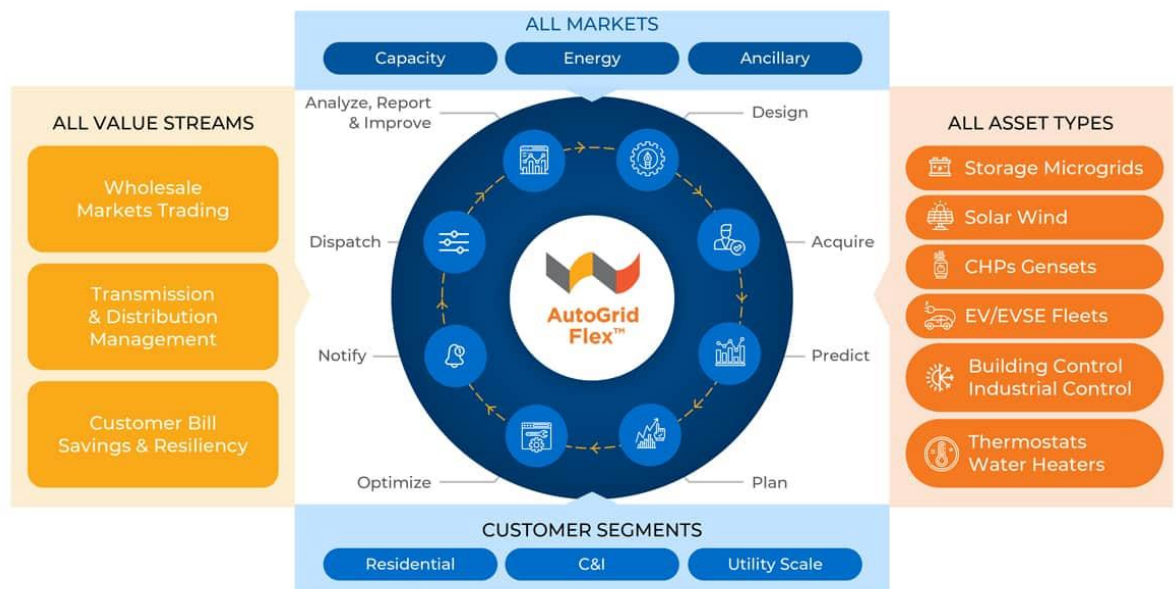 ALL MARKETS
Capacity
Energy
Ancillary
ALL VALUE STREAMS
Wholesale
Markets Trading
Transmission
& Distribution
Management
Customer Bill
Savings & Resiliency
Analyze, Report
& Improve
Design
Dispatch
Acquire
Notify
Predict
Optimize
Plan
AutoGrid
Flex™
ALL ASSET TYPES
Storage Microgrids
Solar Wind
CHPs Gensets
EV/EVSE Fleets
Building Control
Industrial Control
Thermostats
Water Heaters
CUSTOMER SEGMENTS
Residential
C&I
Utility Scale